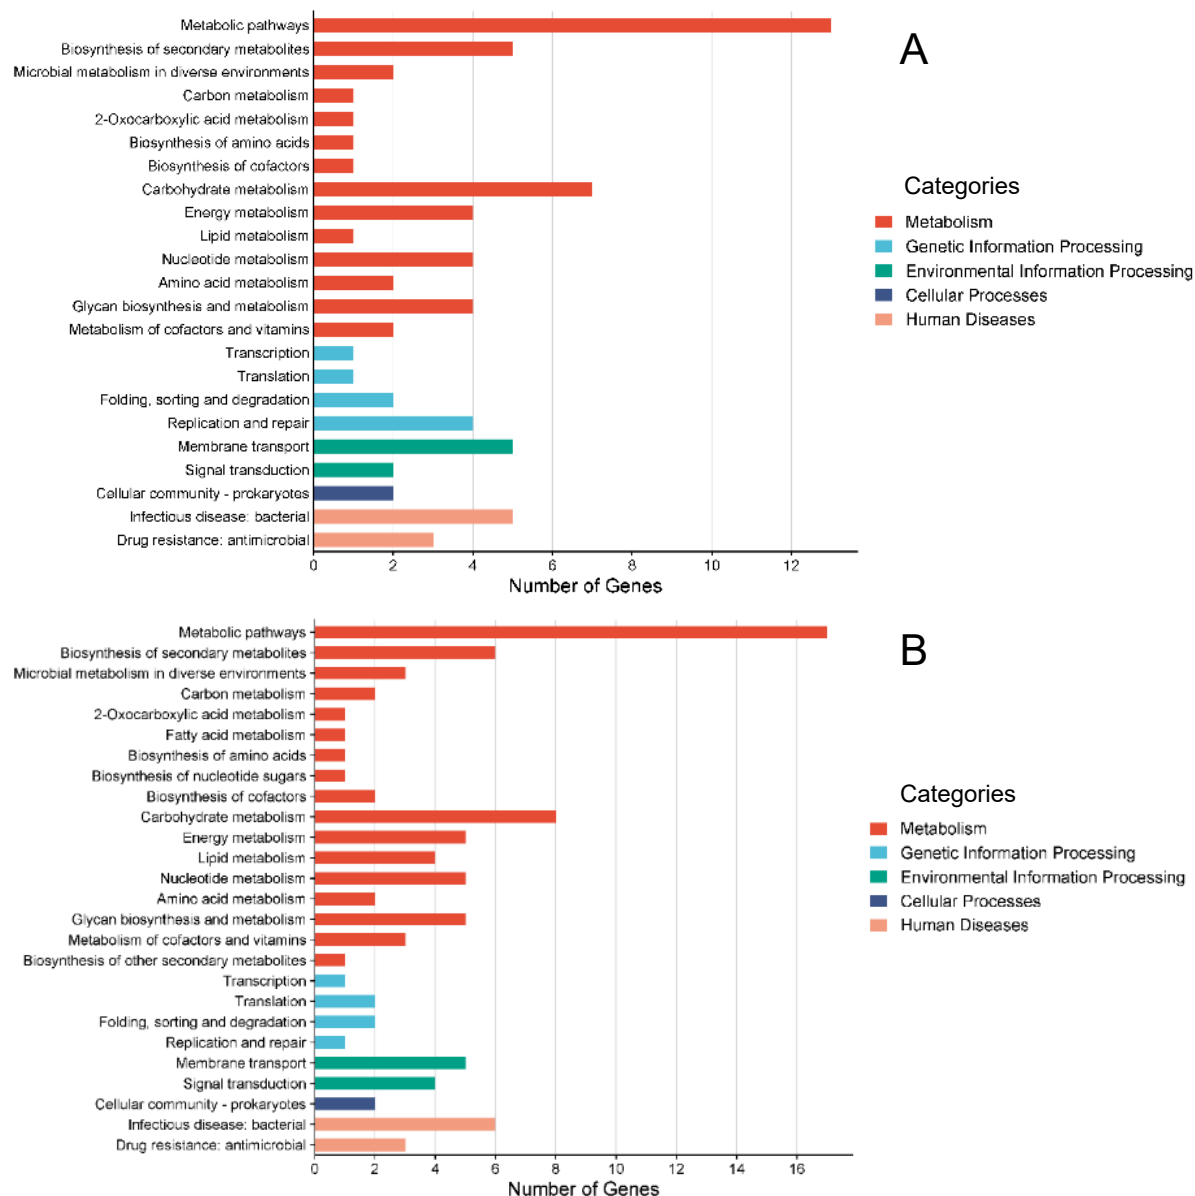 A
Metabolic pathways
Biosynthesis of secondary metabolites
Microbial metabolism in diverse environments
Carbon metabolism
2-Oxocarboxylic acid metabolism
Biosynthesis of amino acids
Biosynthesis of cofactors
Carbohydrate metabolism
Energy metabolism
Lipid metabolism
Nucleotide metabolism
Amino acid metabolism
Glycan biosynthesis and metabolism
Metabolism of cofactors and vitamins
Transcription
Translation
Folding, sorting and degradation
Replication and repair
Membrane transport
Signal transduction
Cellular community - prokaryotes
Infectious disease: bacterial
Drug resistance: antimicrobial
0 2 4 6 8 10 12
Number of Genes
Categories
Metabolism
Genetic Information Processing
Environmental Information Processing
Cellular Processes
Human Diseases
B
Metabolic pathways
Biosynthesis of secondary metabolites
Microbial metabolism in diverse environments
Carbon metabolism
2-Oxocarboxylic acid metabolism
Fatty acid metabolism
Biosynthesis of amino acids
Biosynthesis of nucleotide sugars
Biosynthesis of cofactors
Carbohydrate metabolism
Energy metabolism
Lipid metabolism
Nucleotide metabolism
Amino acid metabolism
Glycan biosynthesis and metabolism
Metabolism of cofactors and vitamins
Biosynthesis of other secondary metabolites
Transcription
Translation
Folding, sorting and degradation
Replication and repair
Membrane transport
Signal transduction
Cellular community - prokaryotes
Infectious disease: bacterial
Drug resistance: antimicrobial
0 2 4 6 8 10 12 14 16
Number of Genes
Categories
Metabolism
Genetic Information Processing
Environmental Information Processing
Cellular Processes
Human Diseases